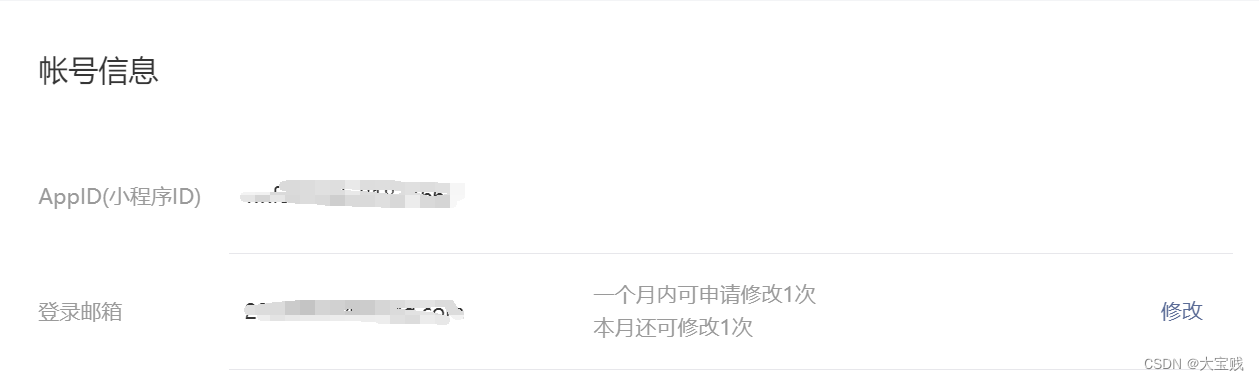 帐号信息
AppID(小程序ID)
登录邮箱
一个月内可申请修改1次
本月还可修改1次
修改
CSDN @大宝贱